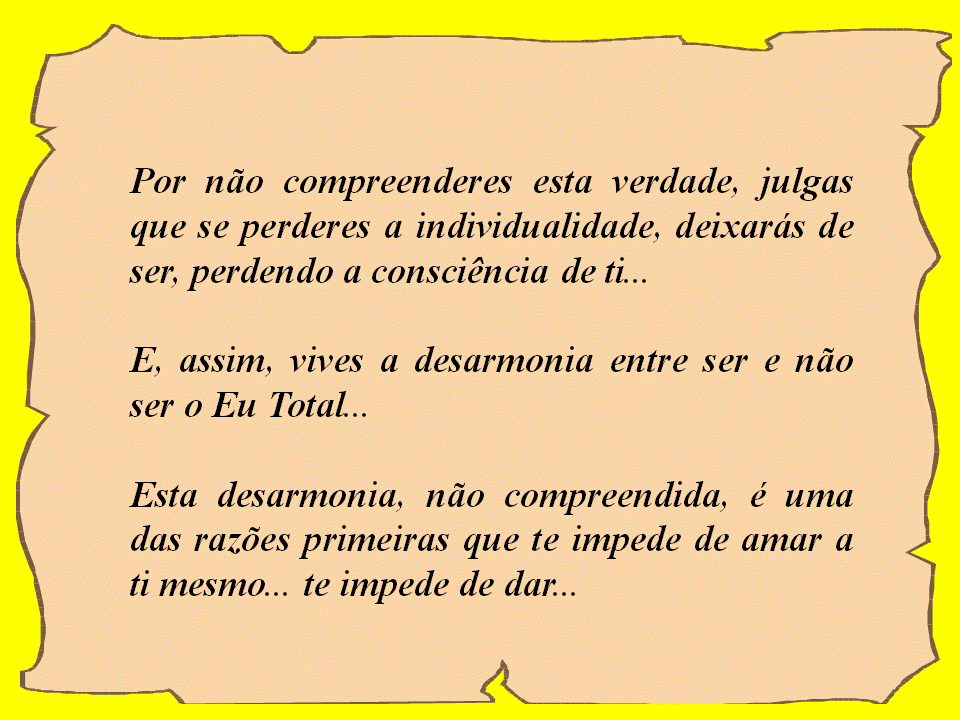 Por não compreenderes esta verdade, julgas
que se perderes a individualidade, deixarás de
ser, perdendo a consciência de ti...
E, assim, vives a desarmonia entre ser e não
ser o Eu Total...
Esta desarmonia, não compreendida, é uma
das razões primeiras que te impede de amar a
ti mesmo... te impede de dar...